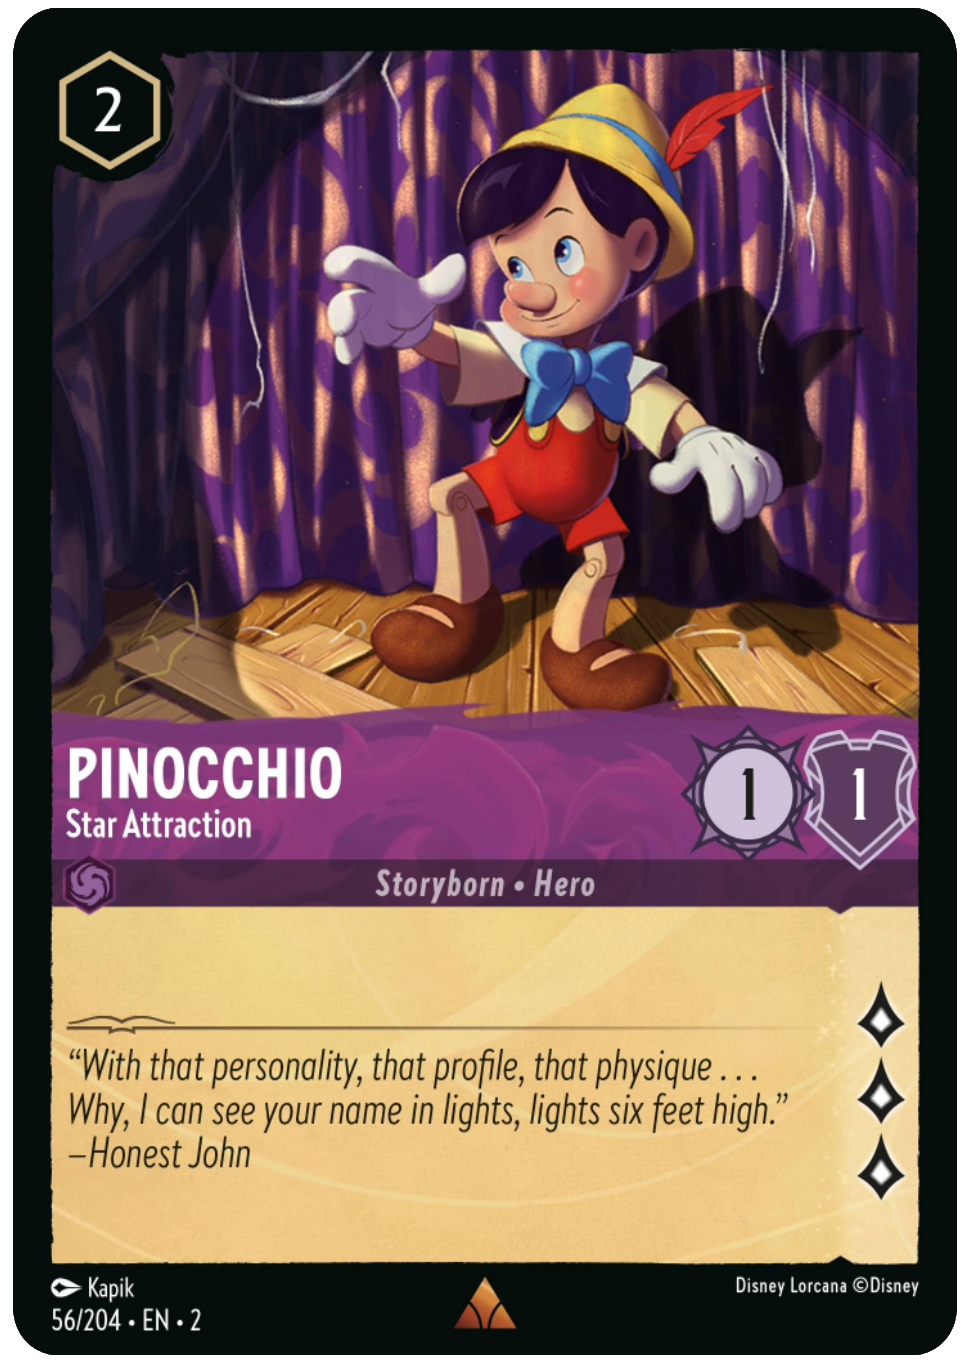 2
PINOCCHIO
Star Attraction
1
1
Storyborn • Hero
“With that personality, that profile, that physique . . .
Why, I can see your name in lights, lights six feet high.”
–Honest John
Kapik
Disney Lorcana ©Disney
56/204 • EN • 2